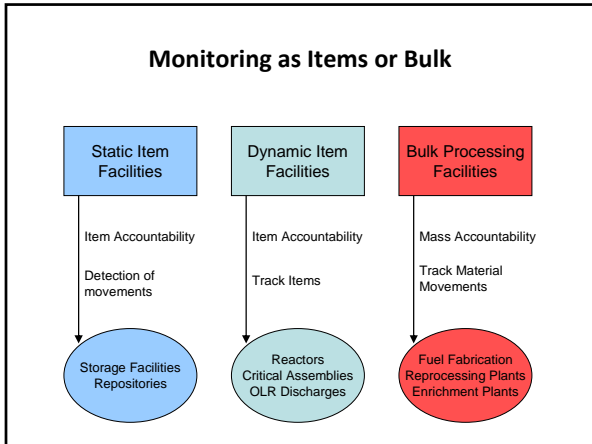 Monitoring as Items or Bulk
Static Item
Facilities
Dynamic Item
Facilities
Bulk Processing
Facilities
Item Accountability
Detection of
movements
Item Accountability
Track Items
Mass Accountability
Track Material
Movements
Storage Facilities
Repositories
Reactors
Critical Assemblies
OLR Discharges
Fuel Fabrication
Reprocessing Plants
Enrichment Plants